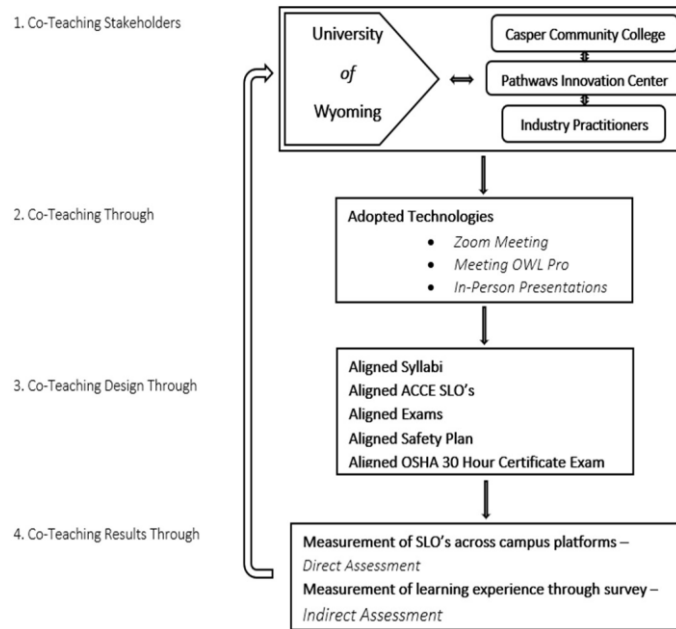 1. Co-Teaching Stakeholders
University
of
Wyoming
Casper Community College
Pathwavs Innovation Center
Industry Practitioners
2. Co-Teaching Through
Adopted Technologies
• Zoom Meeting
• Meeting OWL Pro
• In-Person Presentations
3. Co-Teaching Design Through
Aligned Syllabi
Aligned ACCE SLO's
Aligned Exams
Aligned Safety Plan
Aligned OSHA 30 Hour Certificate Exam
4. Co-Teaching Results Through
Measurement of SLO's across campus platforms –
Direct Assessment
Measurement of learning experience through survey –
Indirect Assessment